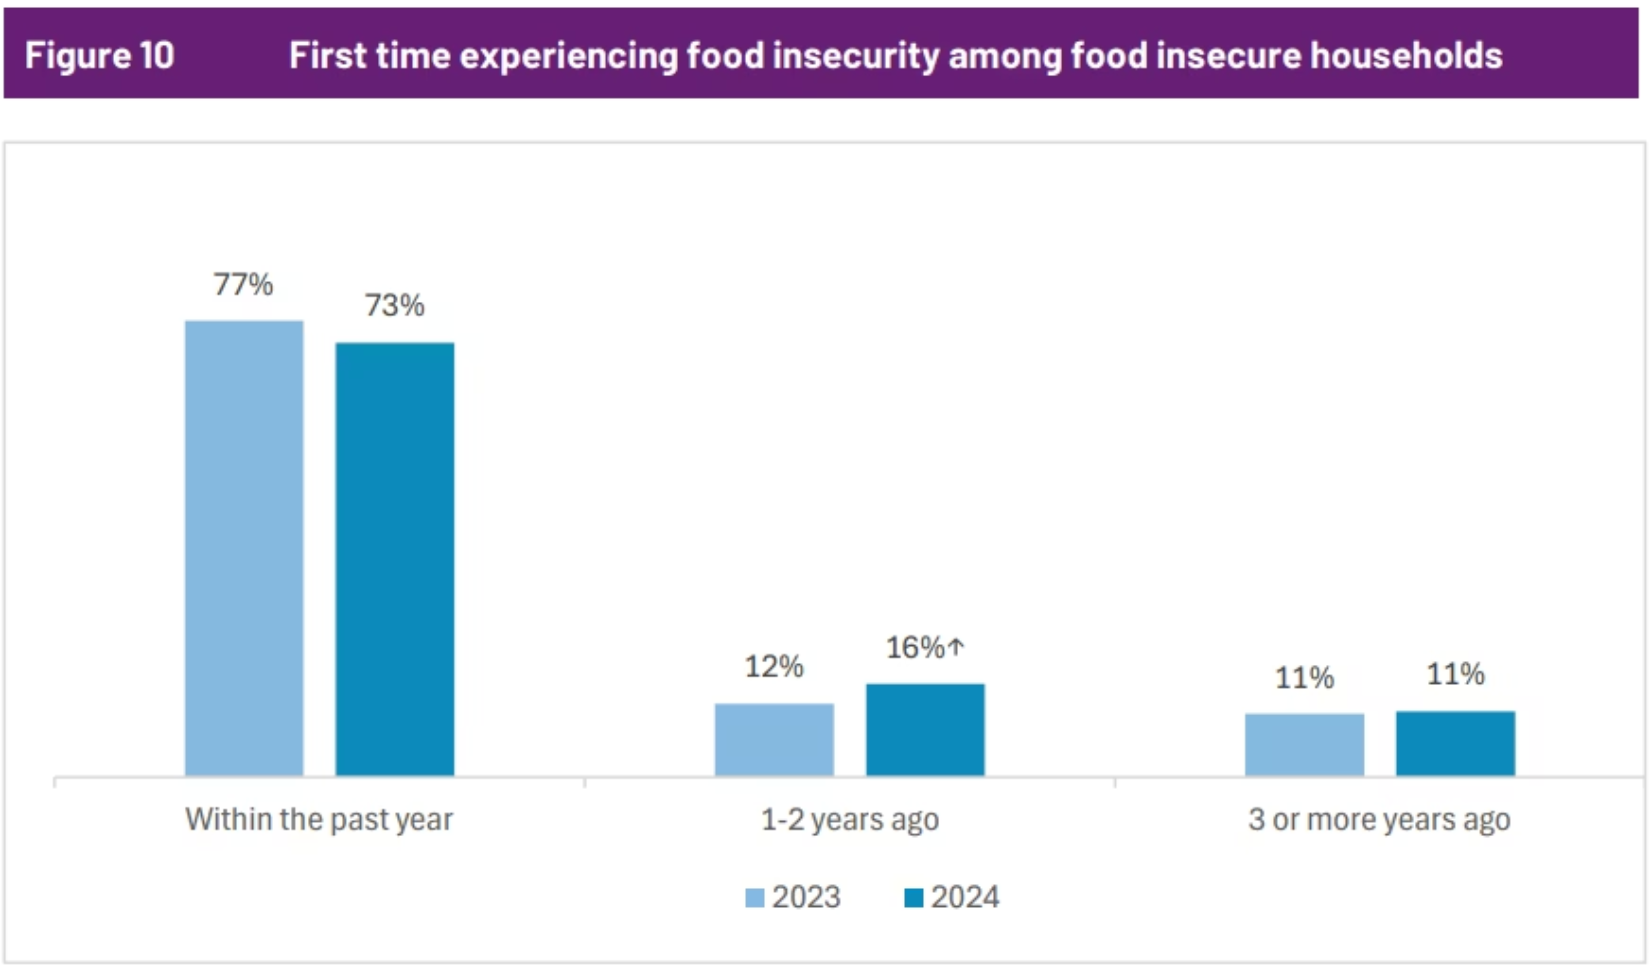 Figure 10 First time experiencing food insecurity among food insecure households
77%
73%
12%
16%↑
11%
11%
Within the past year
1-2 years ago
3 or more years ago
2023
2024